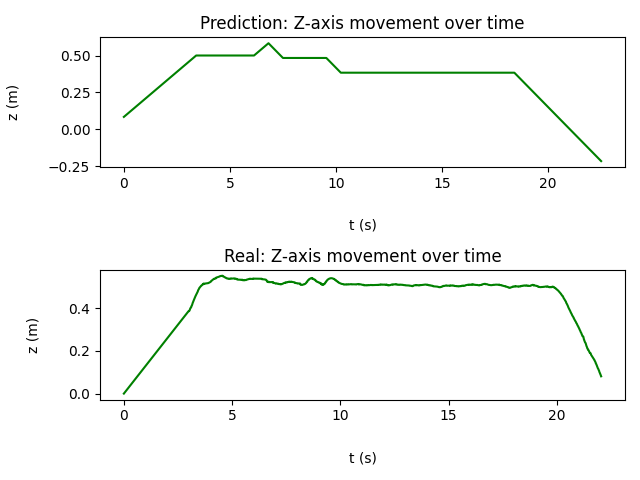 Prediction: Z-axis movement over time
0.50
0.25
0.00
−0.25
z (m)
0 5 10 15 20
t (s)
Real: Z-axis movement over time
0.4
0.2
0.0
z (m)
0 5 10 15 20
t (s)